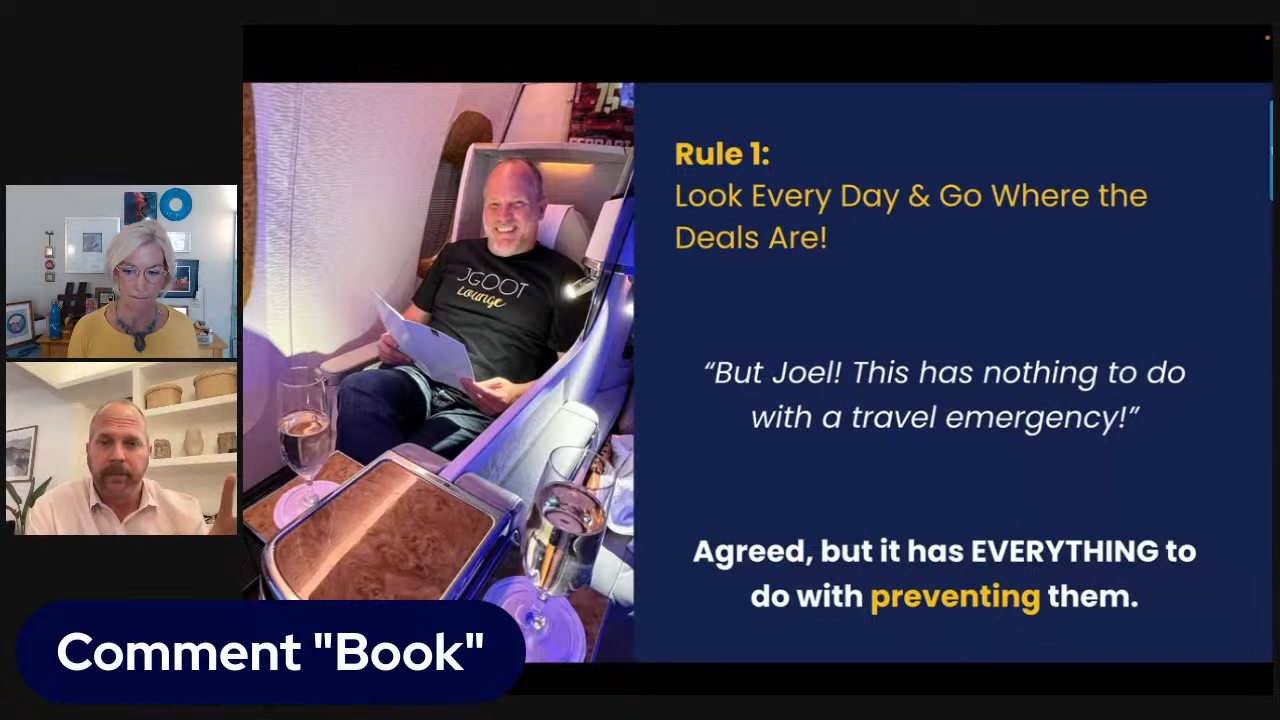 75
JGOOT
Lounge
Rule 1:
Look Every Day & Go Where the
Deals Are!
“But Joel! This has nothing to do
with a travel emergency!”
Agreed, but it has EVERYTHING to
do with preventing them.
Comment "Book"